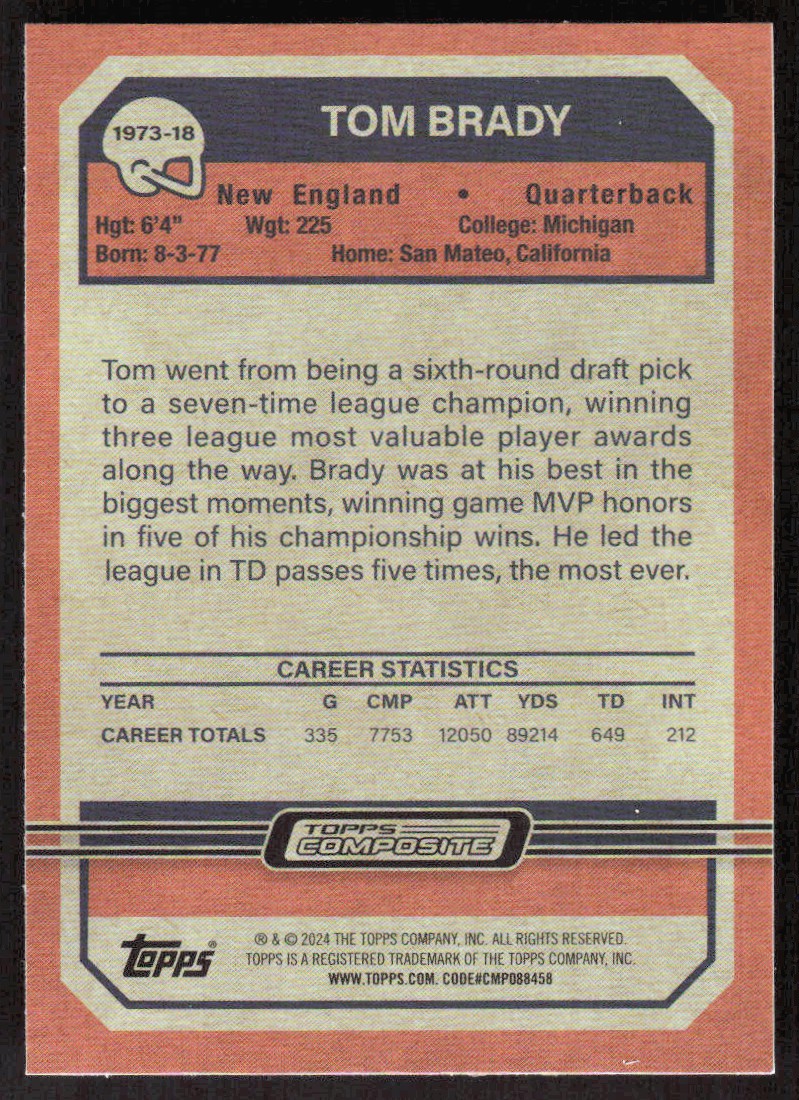 1973-18
TOM BRADY
New England • Quarterback
Hgt: 6'4" Wgt: 225 College: Michigan
Born: 8-3-77 Home: San Mateo, California
Tom went from being a sixth-round draft pick
to a seven-time league champion, winning
three league most valuable player awards
along the way. Brady was at his best in the
biggest moments, winning game MVP honors
in five of his championship wins. He led the
league in TD passes five times, the most ever.
CAREER STATISTICS
YEAR G CMP ATT YDS TD INT
CAREER TOTALS 335 7753 12050 89214 649 212
TOPPS
COMPOSITE
Topps®
® & © 2024 THE TOPPS COMPANY, INC. ALL RIGHTS RESERVED.
TOPPS IS A REGISTERED TRADEMARK OF THE TOPPS COMPANY, INC.
WWW.TOPPS.COM. CODE#CMP088458